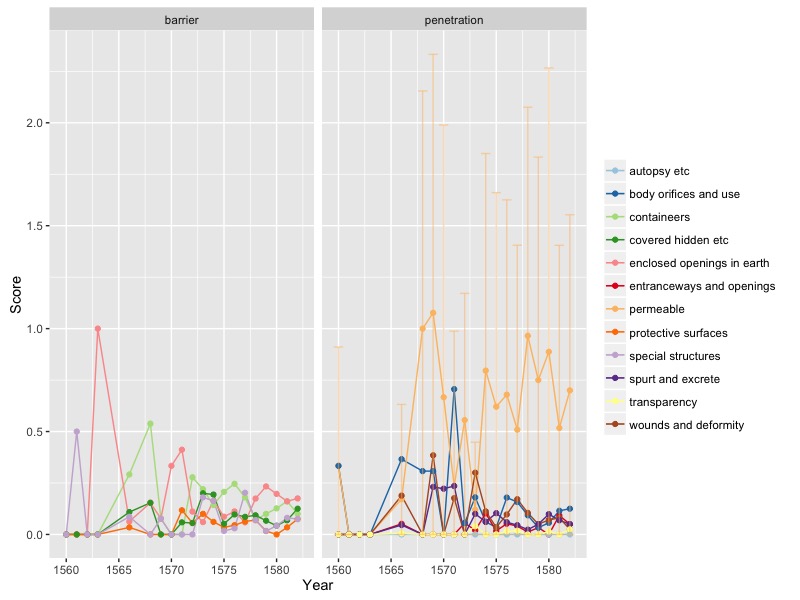 barrier
penetration
Score
2.0
1.5
1.0
0.5
0.0
1560 1565 1570 1575 1580
1560 1565 1570 1575 1580
Year
autopsy etc
body orifices and use
containeers
covered hidden etc
enclosed openings in earth
entranceways and openings
permeable
protective surfaces
special structures
spurt and excrete
transparency
wounds and deformity